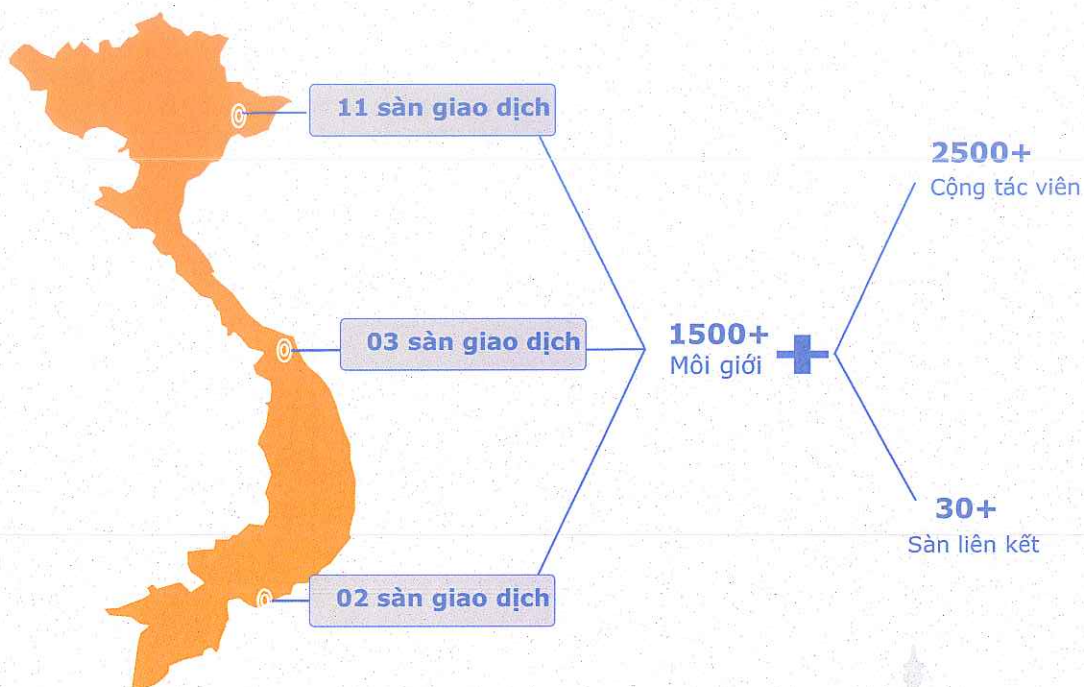 11 sàn giao dịch
03 sàn giao dịch
02 sàn giao dịch
1500+
Môi giới
2500+
Cộng tác viên
30+
Sàn liên kết